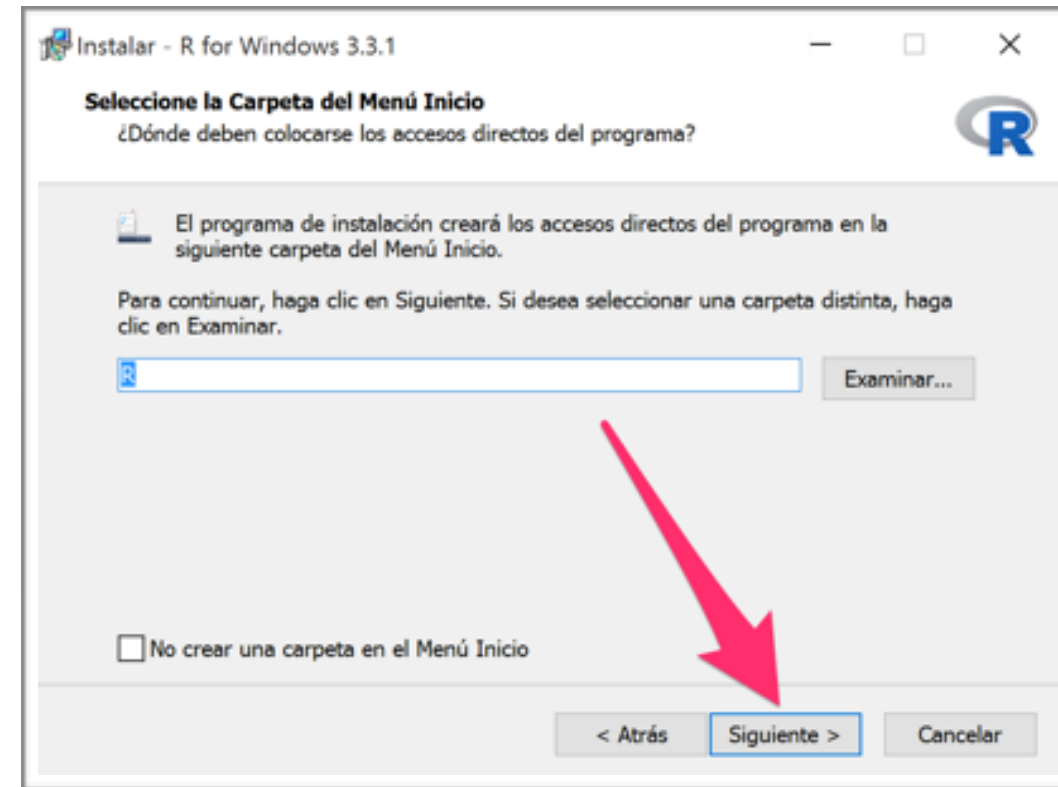 Instalar - R for Windows 3.3.1
Seleccione la Carpeta del Menú Inicio
¿Dónde deben colocarse los accesos directos del programa?
R
El programa de instalación creará los accesos directos del programa en la
siguiente carpeta del Menú Inicio.
Para continuar, haga clic en Siguiente. Si desea seleccionar una carpeta distinta, haga
clic en Examinar.
R
Examinar...
No crear una carpeta en el Menú Inicio
< Atrás
Siguiente >
Cancelar